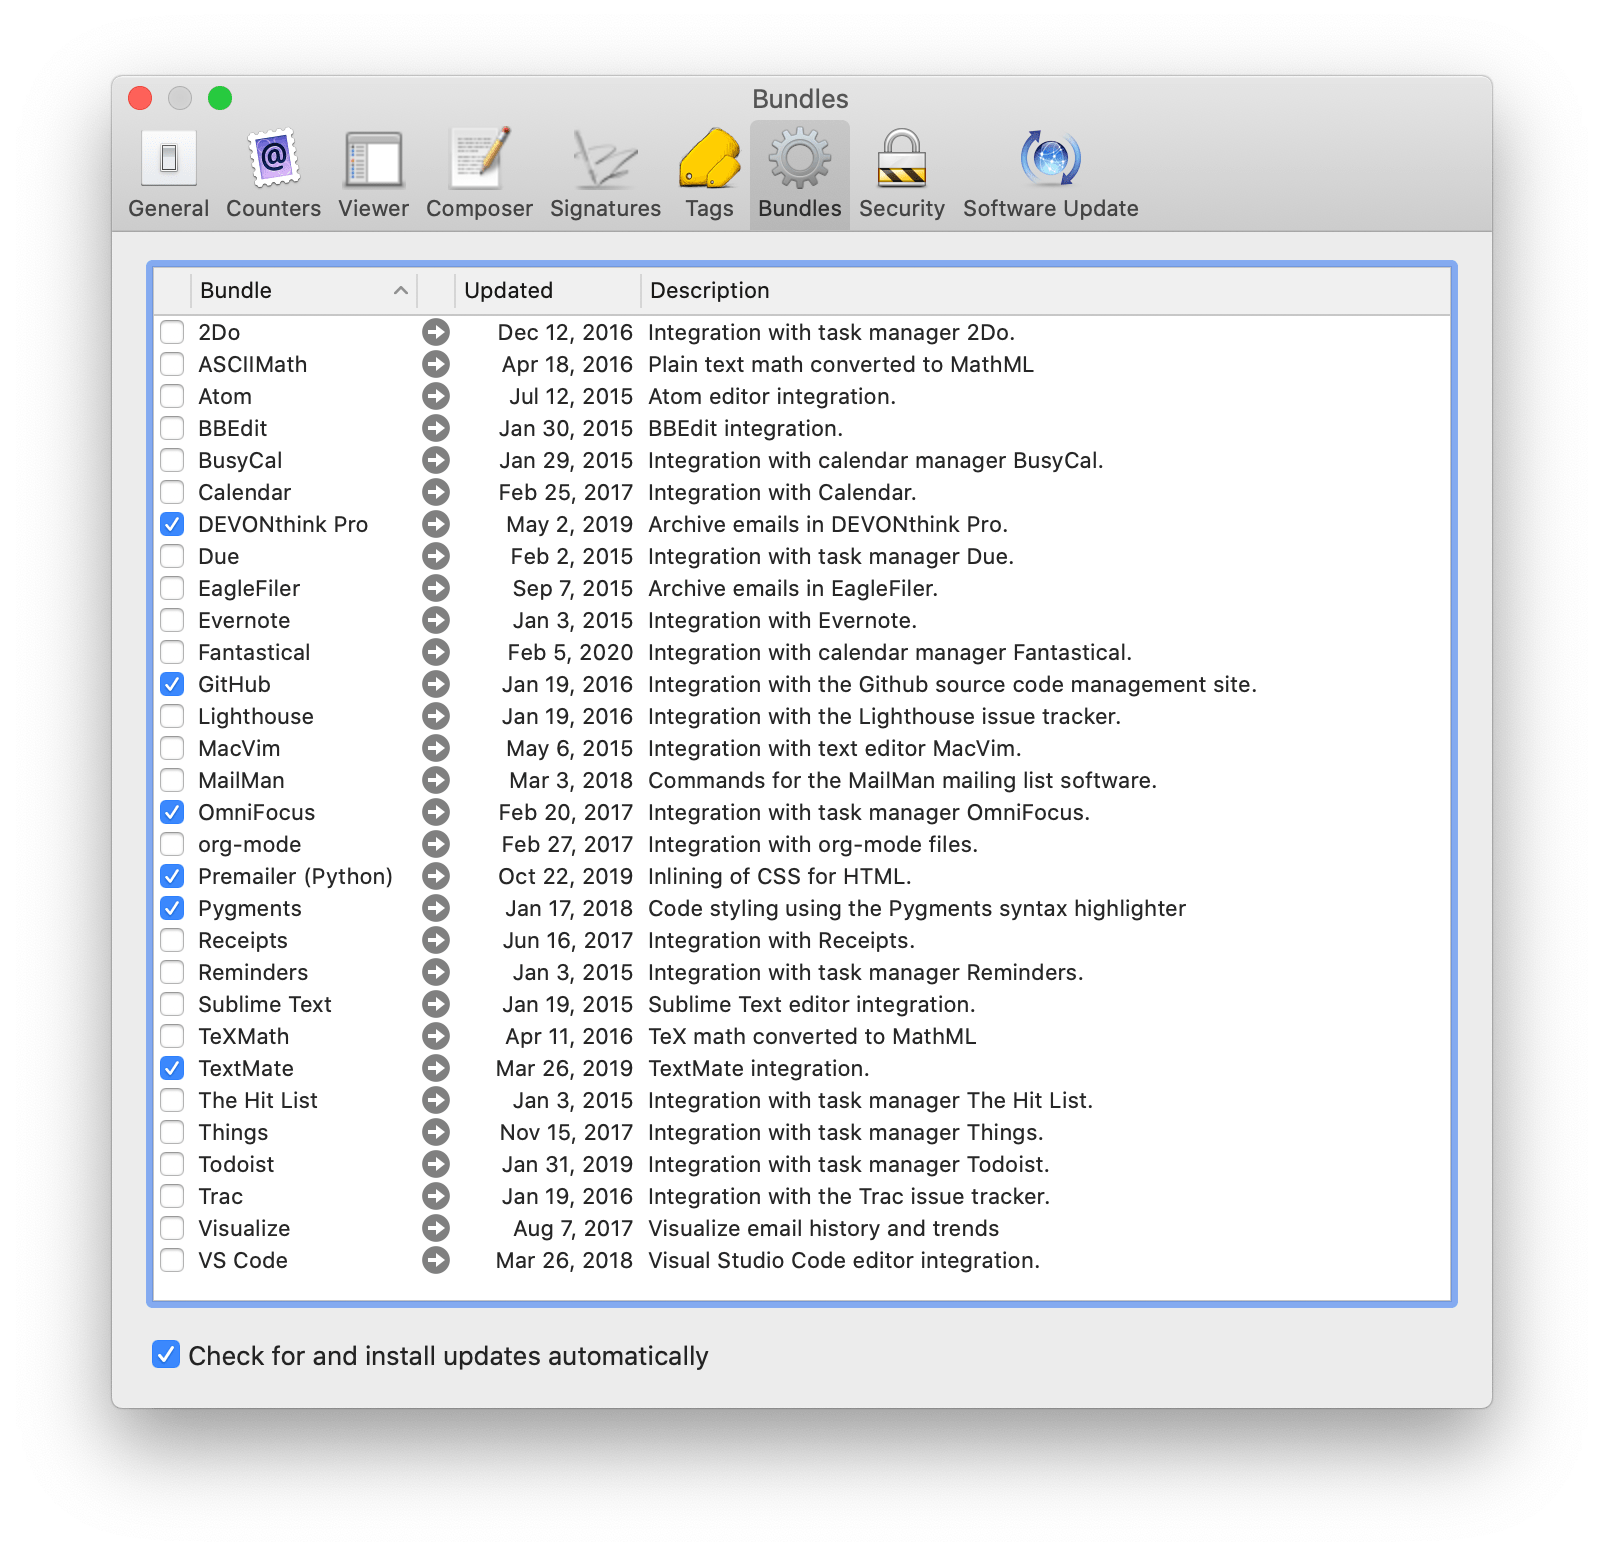 Bundles
General Counters Viewer Composer Signatures Tags Bundles Security Software Update
Bundle Updated Description
2Do Dec 12, 2016 Integration with task manager 2Do.
ASCIIMath Apr 18, 2016 Plain text math converted to MathML
Atom Jul 12, 2015 Atom editor integration.
BBEdit Jan 30, 2015 BBEdit integration.
BusyCal Jan 29, 2015 Integration with calendar manager BusyCal.
Calendar Feb 25, 2017 Integration with Calendar.
DEVONthink Pro May 2, 2019 Archive emails in DEVONthink Pro.
Due Feb 2, 2015 Integration with task manager Due.
EagleFiler Sep 7, 2015 Archive emails in EagleFiler.
Evernote Jan 3, 2015 Integration with Evernote.
Fantastical Feb 5, 2020 Integration with calendar manager Fantastical.
GitHub Jan 19, 2016 Integration with the Github source code management site.
Lighthouse Jan 19, 2016 Integration with the Lighthouse issue tracker.
MacVim May 6, 2015 Integration with text editor MacVim.
MailMan Mar 3, 2018 Commands for the MailMan mailing list software.
OmniFocus Feb 20, 2017 Integration with task manager OmniFocus.
org-mode Feb 27, 2017 Integration with org-mode files.
Premailer (Python) Oct 22, 2019 Inlining of CSS for HTML.
Pygments Jan 17, 2018 Code styling using the Pygments syntax highlighter
Receipts Jun 16, 2017 Integration with Receipts.
Reminders Jan 3, 2015 Integration with task manager Reminders.
Sublime Text Jan 19, 2015 Sublime Text editor integration.
TeXMath Apr 11, 2016 TeX math converted to MathML
TextMate Mar 26, 2019 TextMate integration.
The Hit List Jan 3, 2015 Integration with task manager The Hit List.
Things Nov 15, 2017 Integration with task manager Things.
Todoist Jan 31, 2019 Integration with task manager Todoist.
Trac Jan 19, 2016 Integration with the Trac issue tracker.
Visualize Aug 7, 2017 Visualize email history and trends
VS Code Mar 26, 2018 Visual Studio Code editor integration.
Check for and install updates automatically